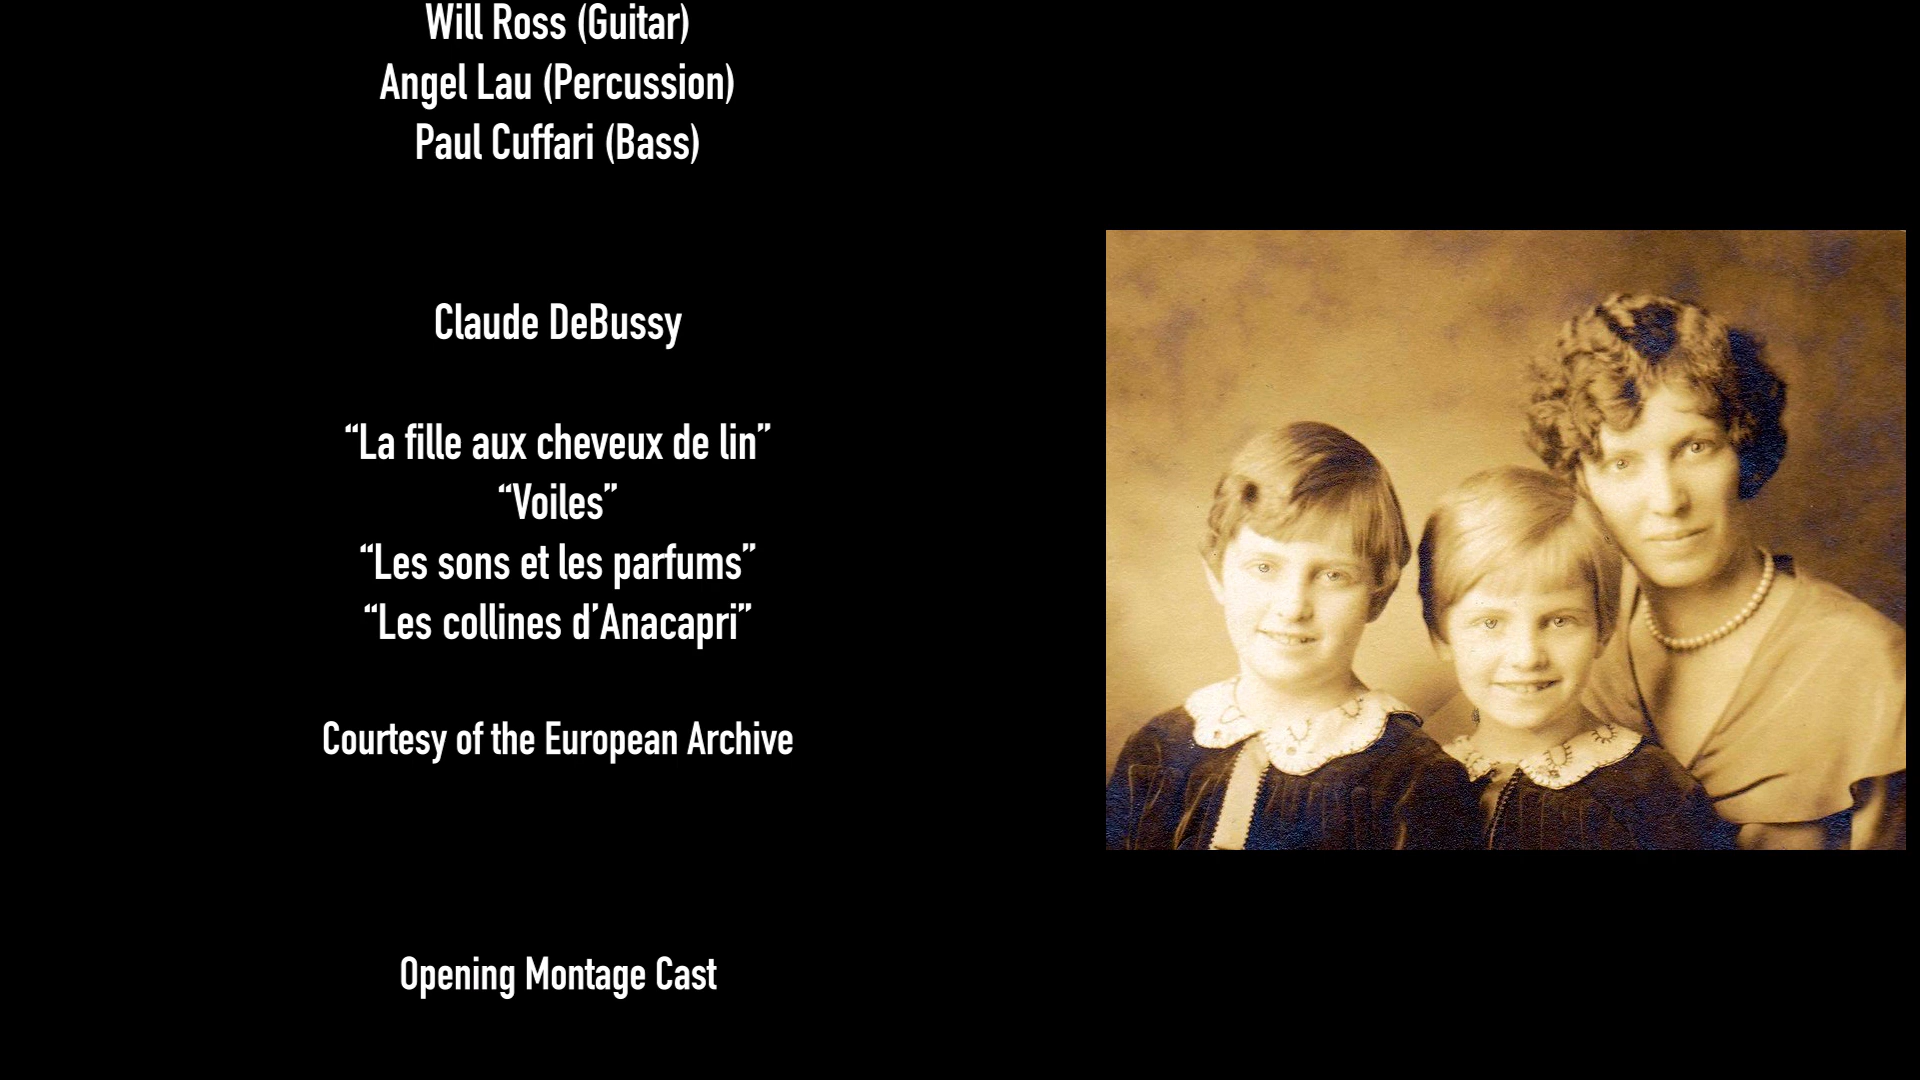 Will Ross (Guitar)
Angel Lau (Percussion)
Paul Cuffari (Bass)
Claude DeBussy
“La fille aux cheveux de lin”
“Voiles”
“Les sons et les parfums”
“Les collines d’Anacapri”
Courtesy of the European Archive
Opening Montage Cast